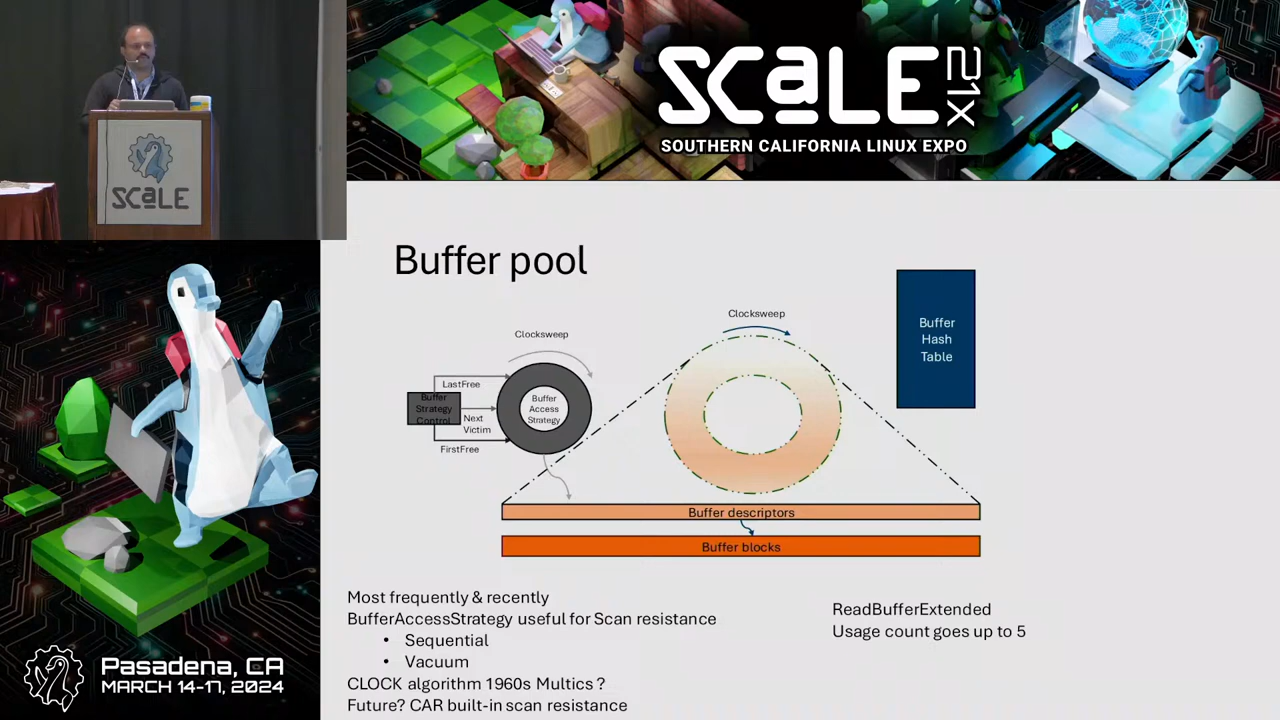 SCALE 21X
SOUTHERN CALIFORNIA LINUX EXPO
SCALE
Buffer pool
Clocksweep
Clocksweep
Buffer
Hash
Table
LastFree
Buffer
Strategy
Control
Next
Victim
FirstFree
Buffer
Access
Strategy
Buffer descriptors
Buffer blocks
Most frequently & recently
BufferAccessStrategy useful for Scan resistance
• Sequential
• Vacuum
CLOCK algorithm 1960s Multics ?
Future? CAR built-in scan resistance
ReadBufferExtended
Usage count goes up to 5
Pasadena, CA
MARCH 14-17, 2024